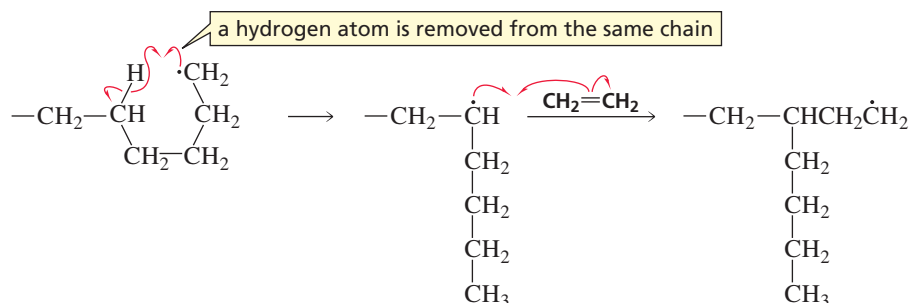 a hydrogen atom is removed from the same chain
H ·CH₂
CH₂=CH₂
—CH₂ CH CH₂ —CH₂—ĊH —CH₂—CHCH₂ĊH₂
CH₂—CH₂ CH₂ CH₂
CH₂ CH₂
CH₂ CH₂
CH₃ CH₃